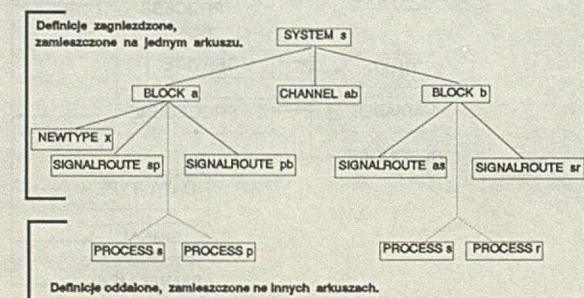 Definicje zagnieżdżone,
zamieszczone na jednym arkuszu.
SYSTEM s
BLOCK a
CHANNEL ab
BLOCK b
NEWTYPE x
SIGNALROUTE sp
SIGNALROUTE pb
SIGNALROUTE as
SIGNALROUTE sr
PROCESS s
PROCESS p
PROCESS s
PROCESS r
Definicje oddalone, zamieszczone ne innych arkuszach.